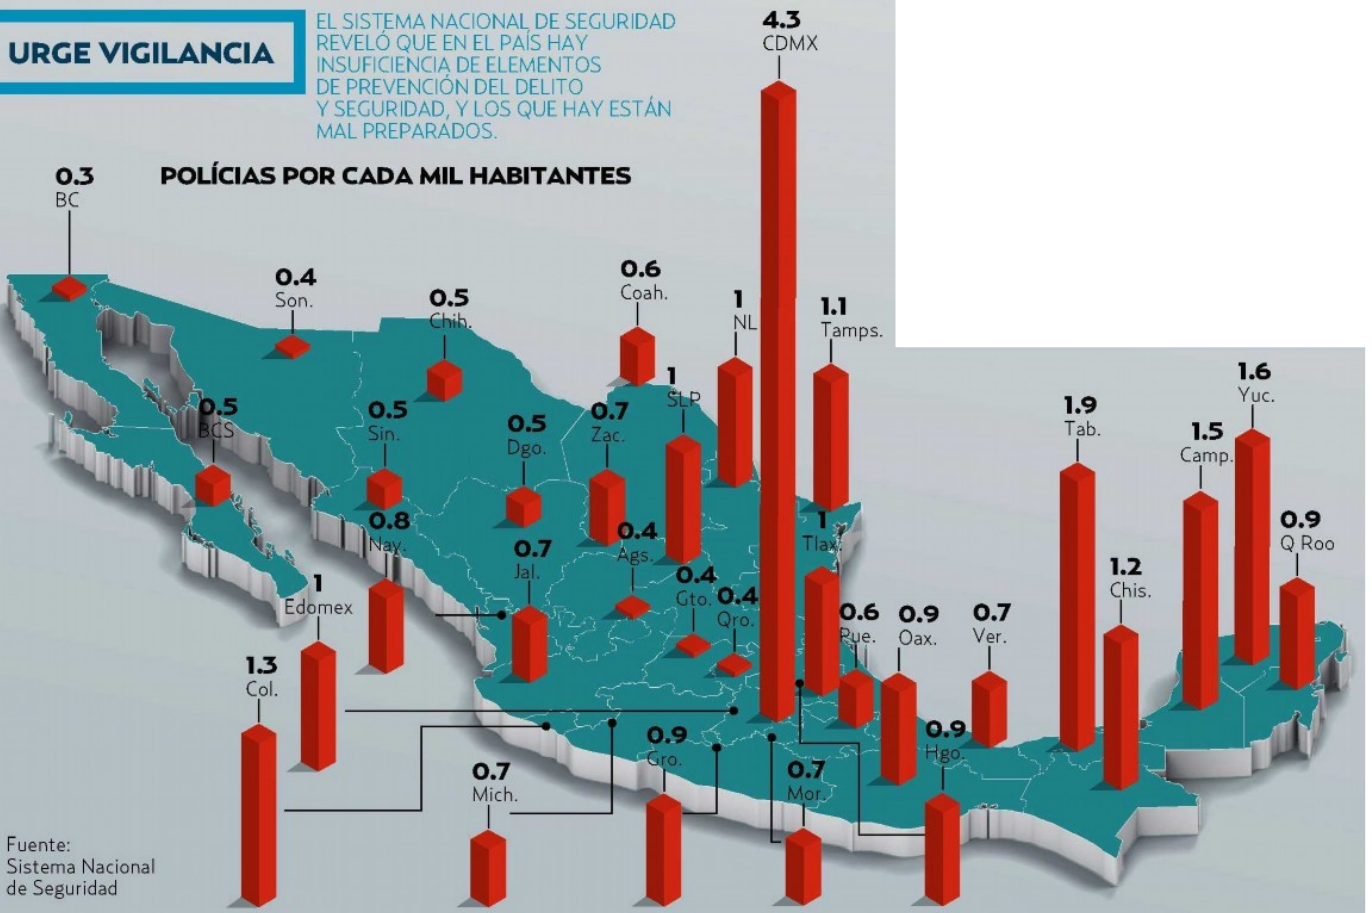 URGE VIGILANCIA
EL SISTEMA NACIONAL DE SEGURIDAD
REVELÓ QUE EN EL PAÍS HAY
INSUFICIENCIA DE ELEMENTOS
DE PREVENCIÓN DEL DELITO
Y SEGURIDAD, Y LOS QUE HAY ESTÁN
MAL PREPARADOS.
POLÍCIAS POR CADA MIL HABITANTES
4.3
CDMX
0.3
BC
0.4
Son.
0.5
Chih.
0.6
Coah.
1
NL
1.1
Tamps.
0.5
BCS
0.5
Sin.
0.5
Dgo.
0.7
Zac.
1
SLP
1.9
Tab.
1.5
Camp.
1.6
Yuc.
0.9
Q Roo
1.2
Chis.
0.8
Nay.
0.7
Jal.
0.4
Ags.
0.4
Gto.
0.4
Qro.
1
Tlax.
0.6
Pue.
0.9
Oax.
0.7
Ver.
1
Edomex
1.3
Col.
0.7
Mich.
0.9
Gro.
0.7
Mor.
0.9
Hgo.
Fuente:
Sistema Nacional
de Seguridad